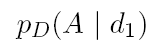 p_D(A | d_1)